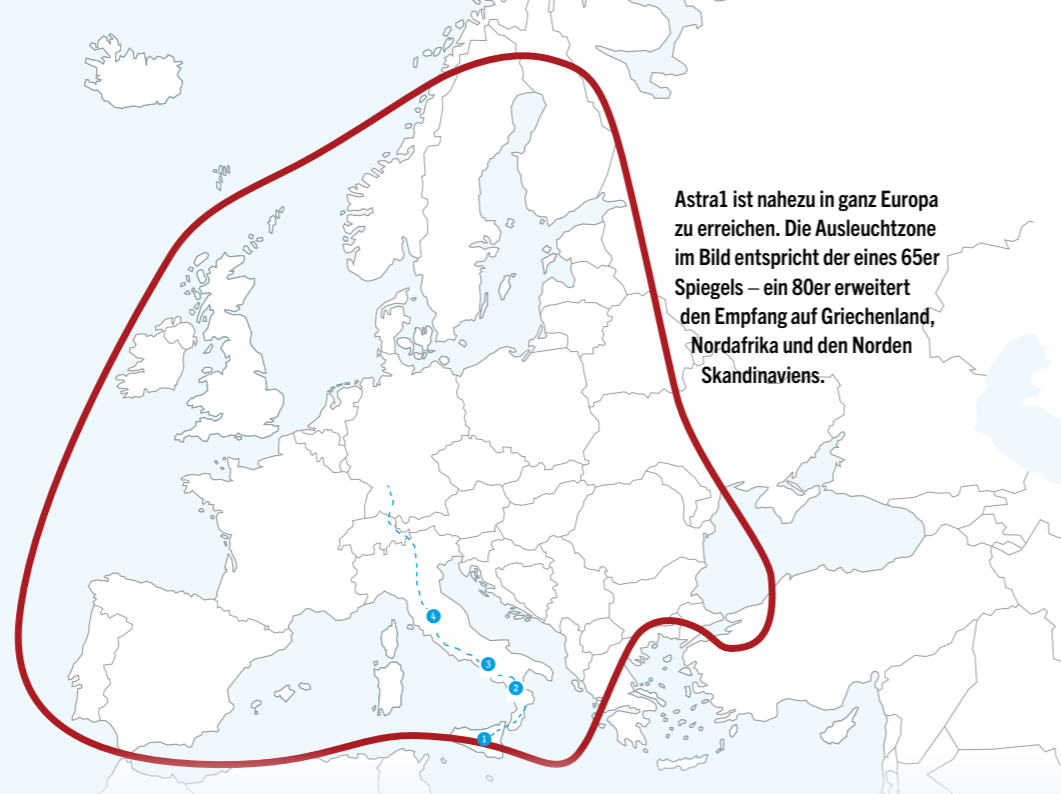 Astra1 ist nahezu in ganz Europa
zu erreichen. Die Ausleuchtzone
im Bild entspricht der eines 65er
Spiegels – ein 80er erweitert
den Empfang auf Griechenland,
Nordafrika und den Norden
Skandinaviens.
4
3
2
1